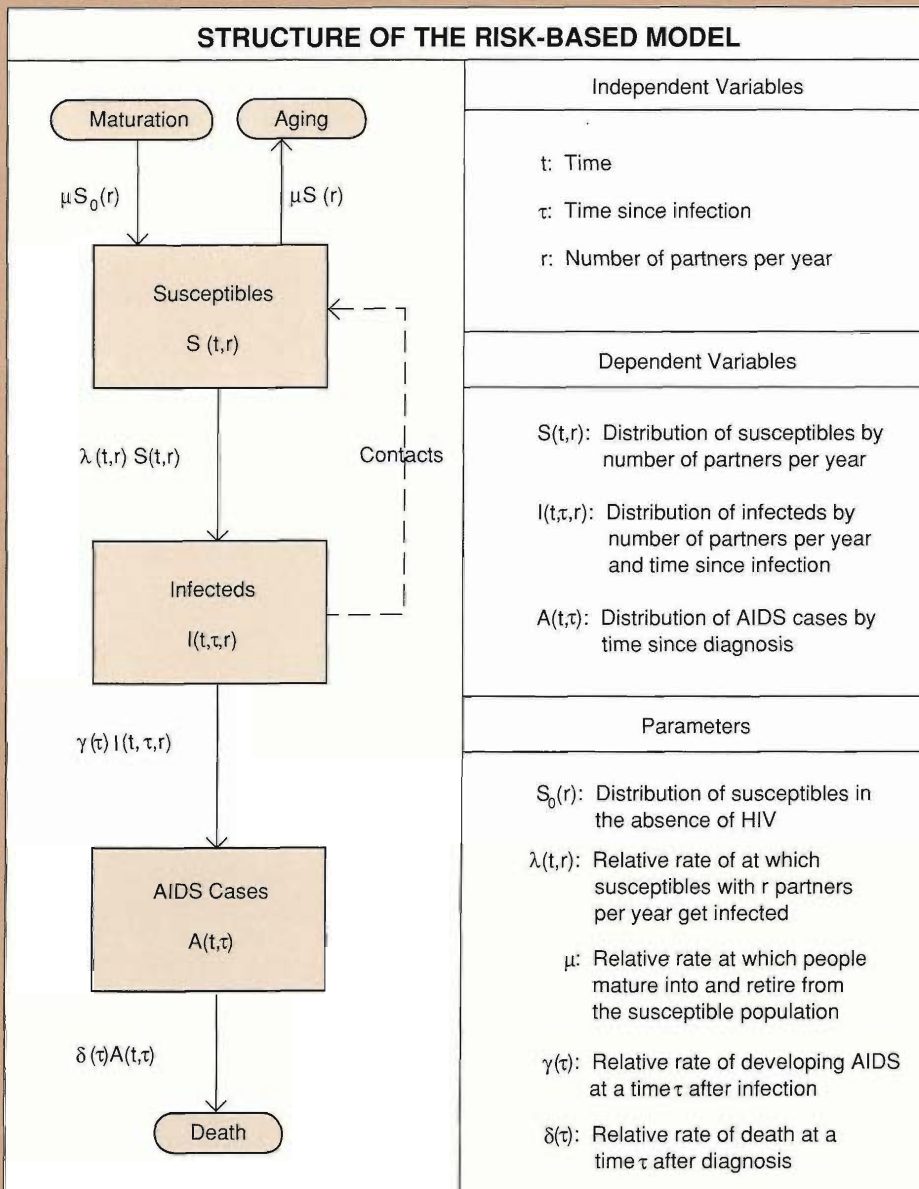 STRUCTURE OF THE RISK-BASED MODEL
Maturation
Aging
μS₀(r)
μS (r)
Susceptibles
S (t,r)
λ(t,r) S(t,r)
Contacts
Infecteds
I(t,τ,r)
γ(τ) I(t, τ,r)
AIDS Cases
A(t,τ)
δ(τ)A(t,τ)
Death
Independent Variables
t: Time
τ: Time since infection
r: Number of partners per year
Dependent Variables
S(t,r): Distribution of susceptibles by
number of partners per year
I(t,τ,r): Distribution of infecteds by
number of partners per year
and time since infection
A(t,τ): Distribution of AIDS cases by
time since diagnosis
Parameters
S₀(r): Distribution of susceptibles in
the absence of HIV
λ(t,r): Relative rate of at which
susceptibles with r partners
per year get infected
μ: Relative rate at which people
mature into and retire from
the susceptible population
γ(τ): Relative rate of developing AIDS
at a time τ after infection
δ(τ): Relative rate of death at a
time τ after diagnosis